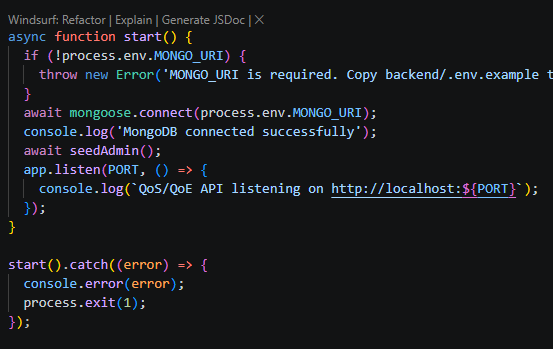 Windsurf: Refactor | Explain | Generate JSDoc | ×
async function start() {
  if (!process.env.MONGO_URI) {
    throw new Error('MONGO_URI is required. Copy backend/.env.example t
  }
  await mongoose.connect(process.env.MONGO_URI);
  console.log('MongoDB connected successfully');
  await seedAdmin();
  app.listen(PORT, () => {
    console.log(`QoS/QoE API listening on http://localhost:${PORT}`);
  });
}

start().catch((error) => {
  console.error(error);
  process.exit(1);
});